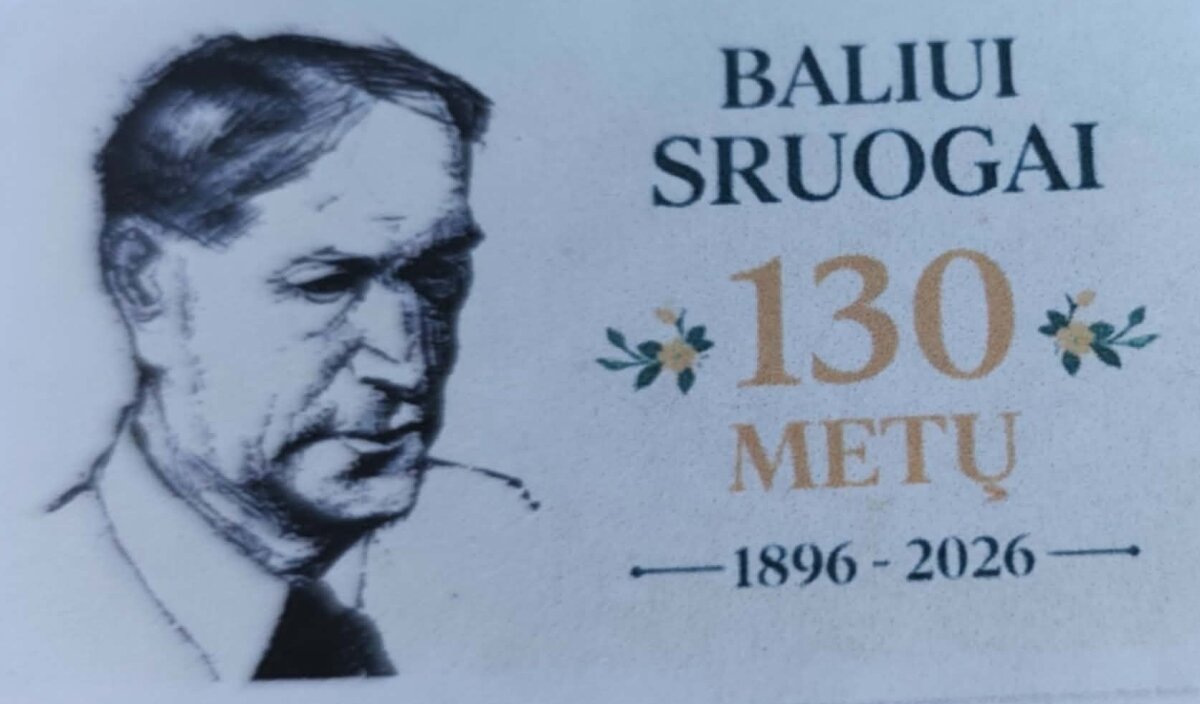 BALIUI
SRUOGAI
130
METŲ
1896 - 2026